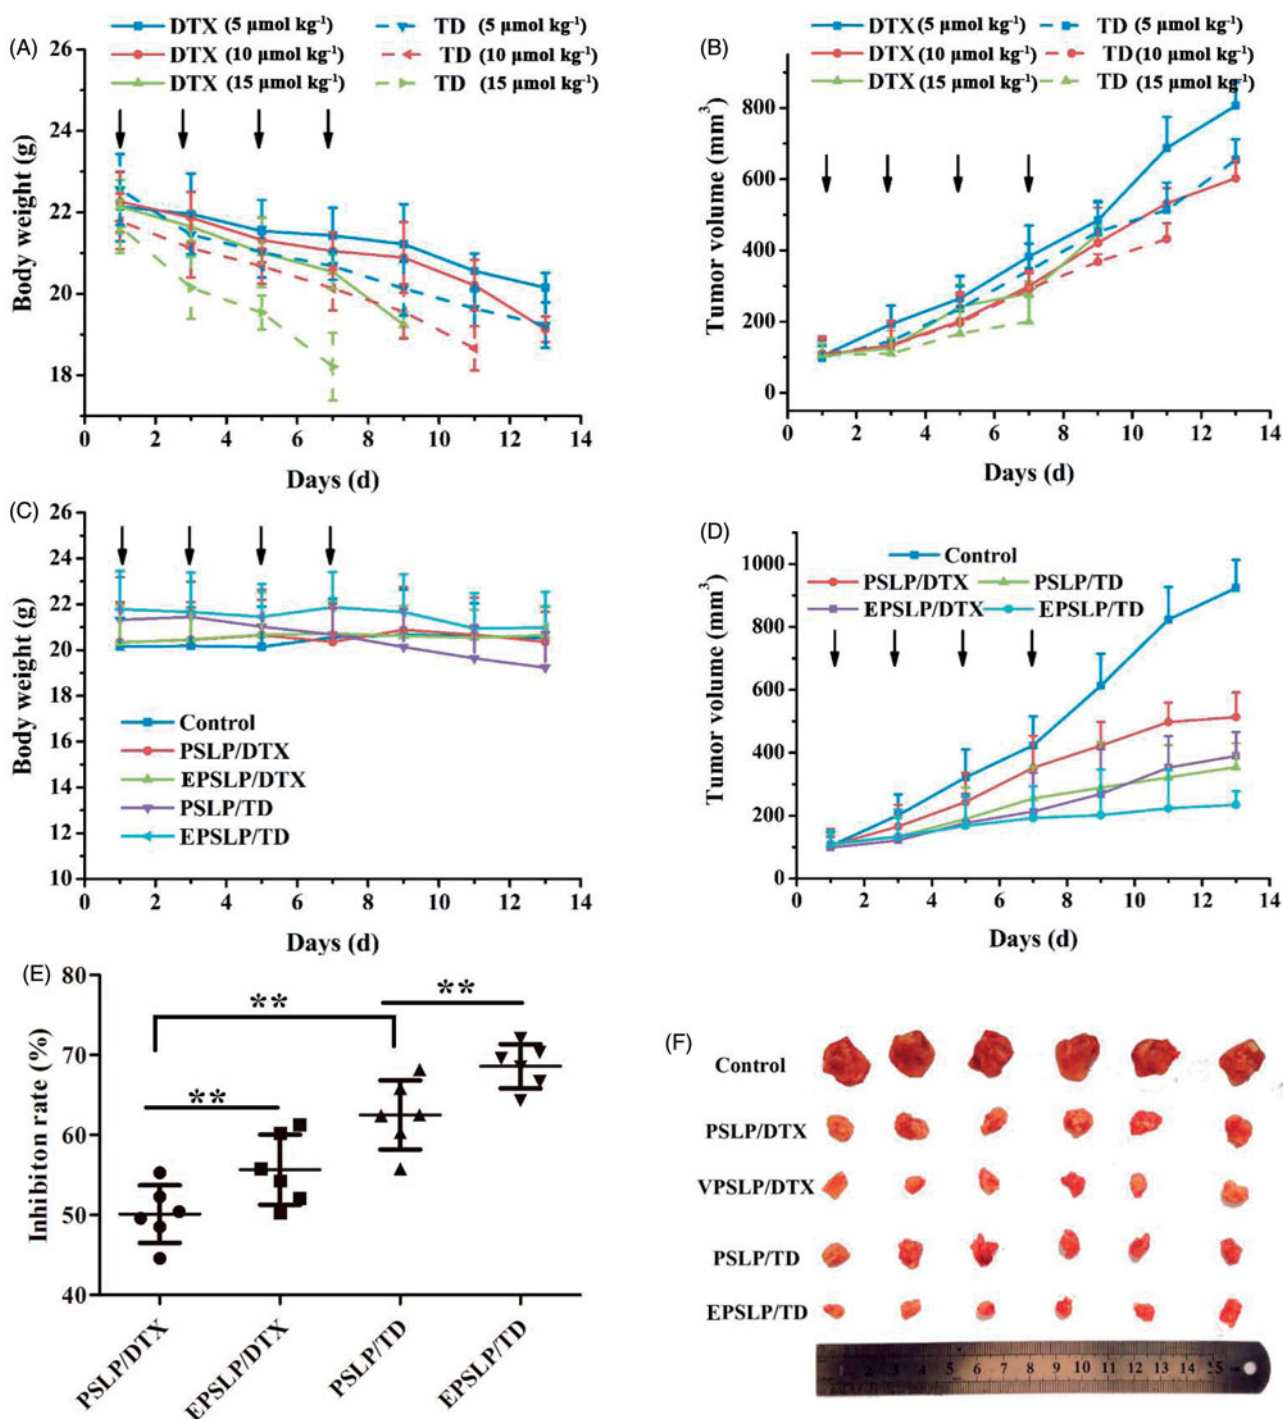 (A)
DTX (5 µmol kg⁻¹) TD (5 µmol kg⁻¹)
DTX (10 µmol kg⁻¹) TD (10 µmol kg⁻¹)
DTX (15 µmol kg⁻¹) TD (15 µmol kg⁻¹)
Body weight (g)
26
24
22
20
18
0 2 4 6 8 10 12 14
Days (d)
(B)
DTX (5 µmol kg⁻¹) TD (5 µmol kg⁻¹)
DTX (10 µmol kg⁻¹) TD (10 µmol kg⁻¹)
DTX (15 µmol kg⁻¹) TD (15 µmol kg⁻¹)
Tumor volume (mm³)
800
600
400
200
0
0 2 4 6 8 10 12 14
Days (d)
(C)
Body weight (g)
26
24
22
20
18
16
14
12
10
Control
PSLP/DTX
EPSLP/DTX
PSLP/TD
EPSLP/TD
0 2 4 6 8 10 12 14
Days (d)
(D)
Tumor volume (mm³)
1000
800
600
400
200
0
Control
PSLP/DTX PSLP/TD
EPSLP/DTX EPSLP/TD
0 2 4 6 8 10 12 14
Days (d)
(E)
Inhibiton rate (%)
80
70
60
50
40
**
**
**
PSLP/DTX
EPSLP/DTX
PSLP/TD
EPSLP/TD
(F)
Control
PSLP/DTX
VPSLP/DTX
PSLP/TD
EPSLP/TD
2 3 4 5 6 7 8 9 10 11 12 13 14 15